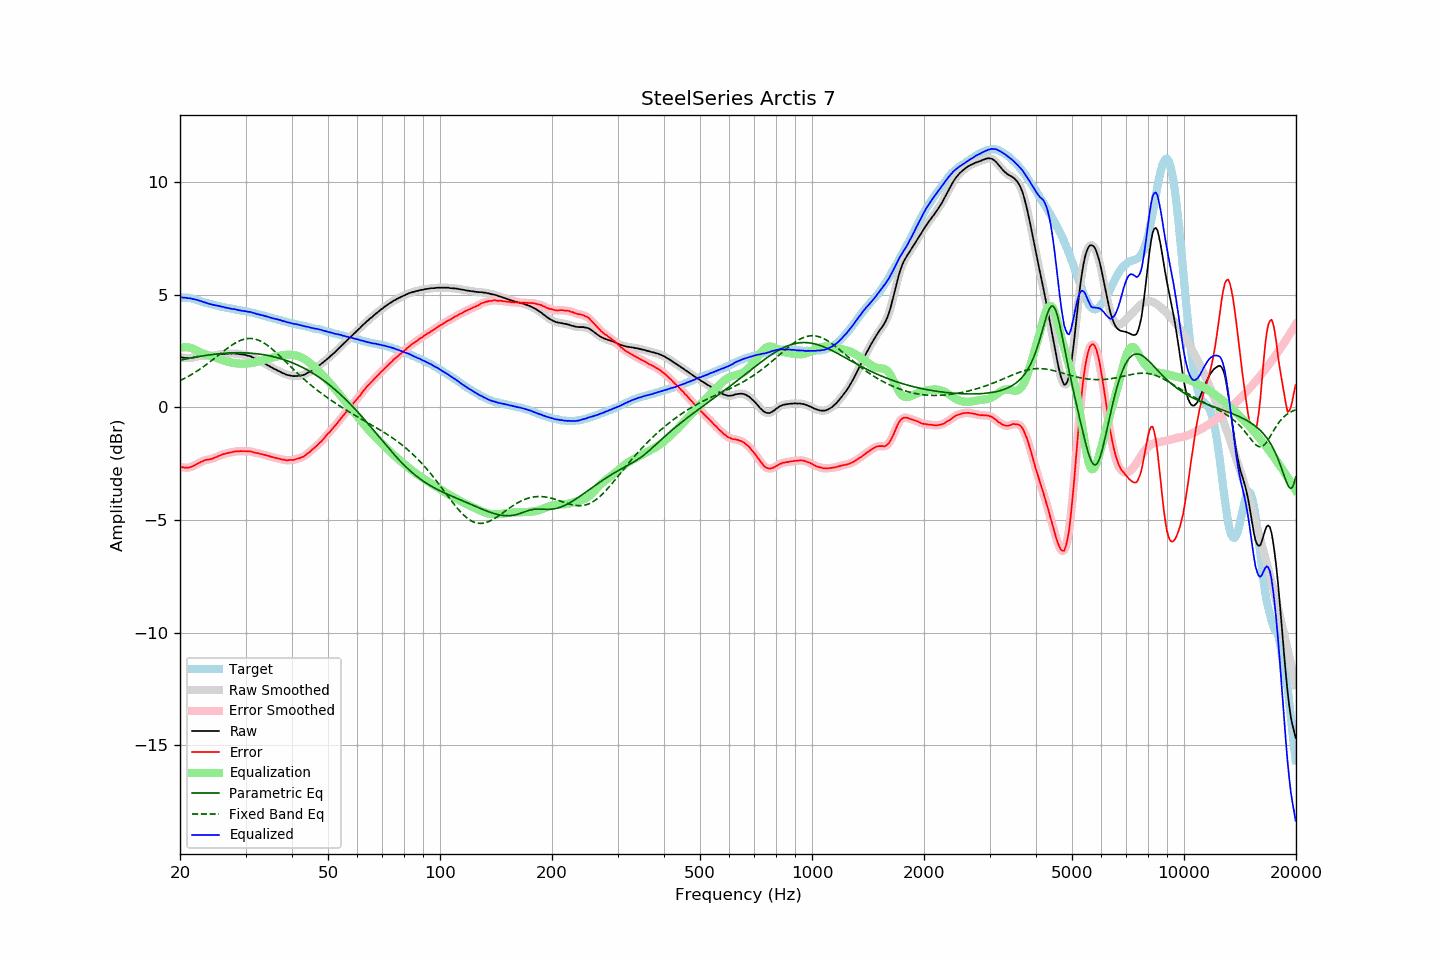 SteelSeries Arctis 7
Amplitude (dBr)
10
5
0
−5
−10
−15
Target
Raw Smoothed
Error Smoothed
Raw
Error
Equalization
Parametric Eq
Fixed Band Eq
Equalized
20 50 100 200 500 1000 2000 5000 10000 20000
Frequency (Hz)